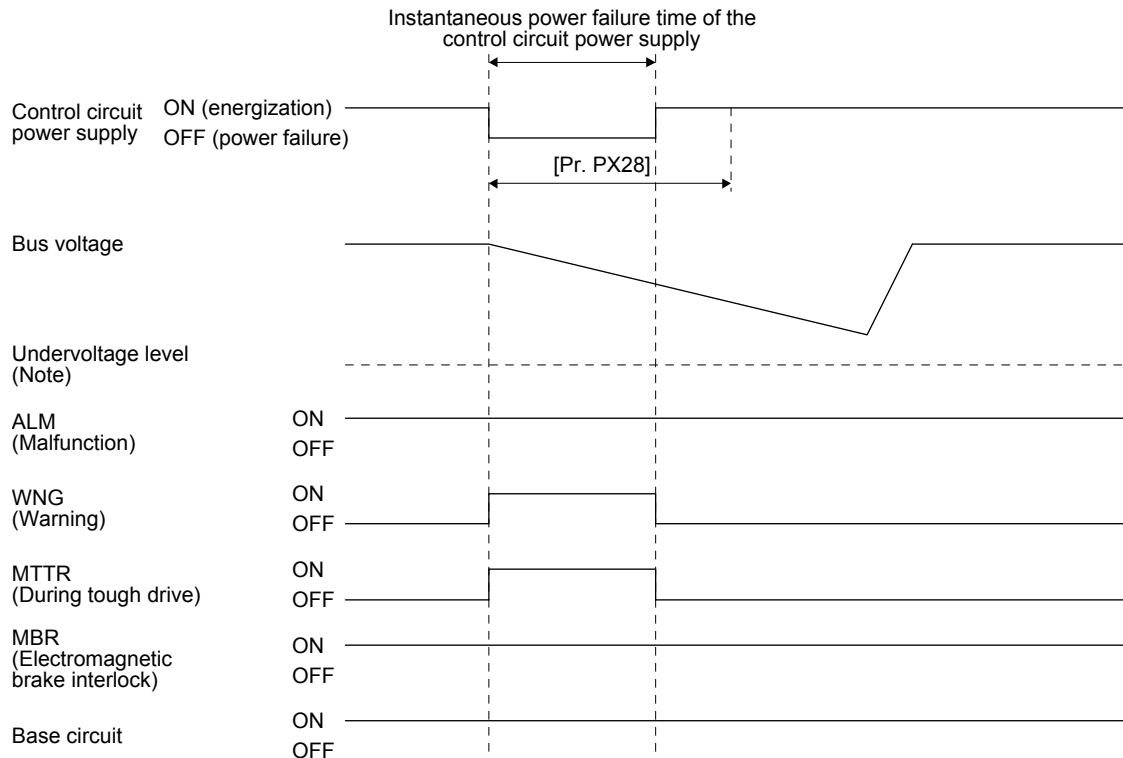 Instantaneous power failure time of the
control circuit power supply
Control circuit
power supply
ON (energization)
OFF (power failure)
[Pr. PX28]
Bus voltage
Undervoltage level
(Note)
ALM
(Malfunction)
ON
OFF
WNG
(Warning)
ON
OFF
MTTR
(During tough drive)
ON
OFF
MBR
(Electromagnetic
brake interlock)
ON
OFF
Base circuit
ON
OFF